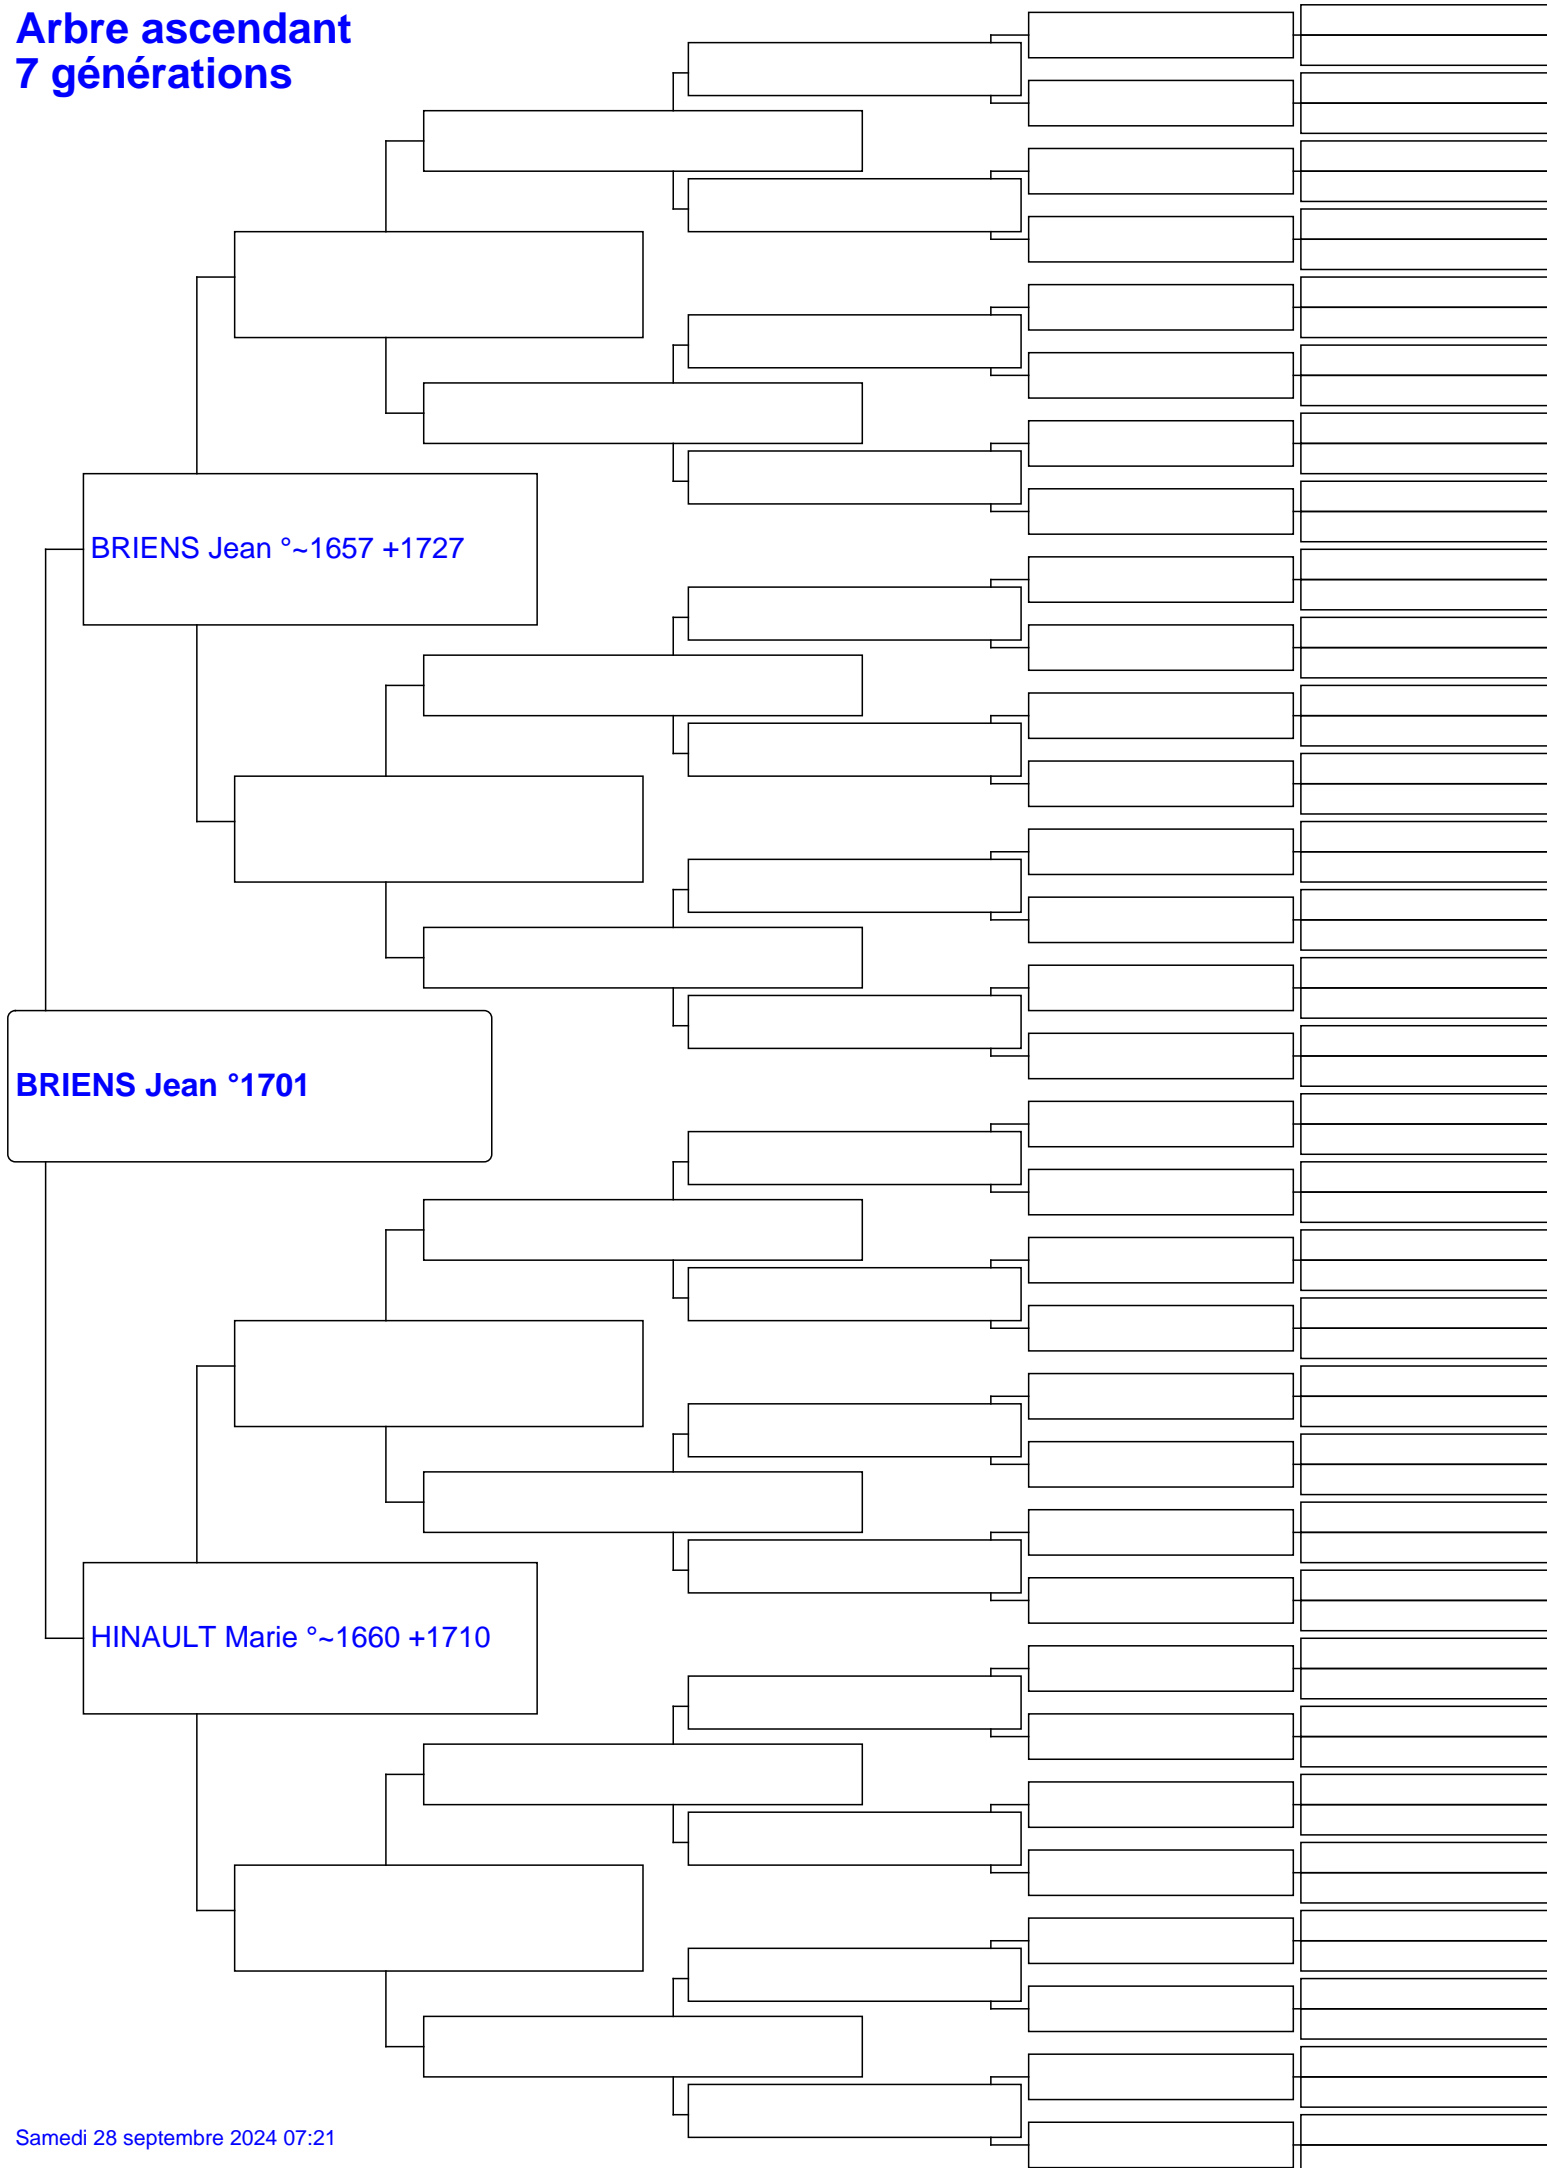 Arbre ascendant
7 générations
BRIENS Jean °~1657 +1727
BRIENS Jean °1701
HINAULT Marie °~1660 +1710
Samedi 28 septembre 2024 07:21